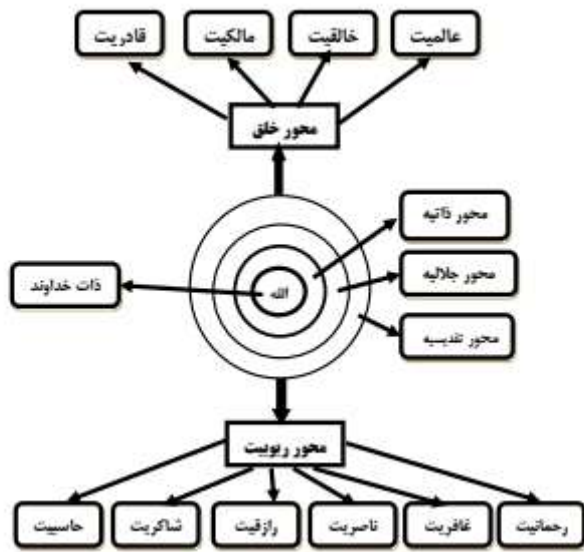 عالمیت
خالقیت
مالکیت
قادریت
محور خلق
محور ذاتیه
محور جلالیه
محور تقدیسیه
الله
ذات خداوند
محور ربوبیت
رحمانیت
غافریت
ناصریت
رازقیت
شاکریت
حاسبیت